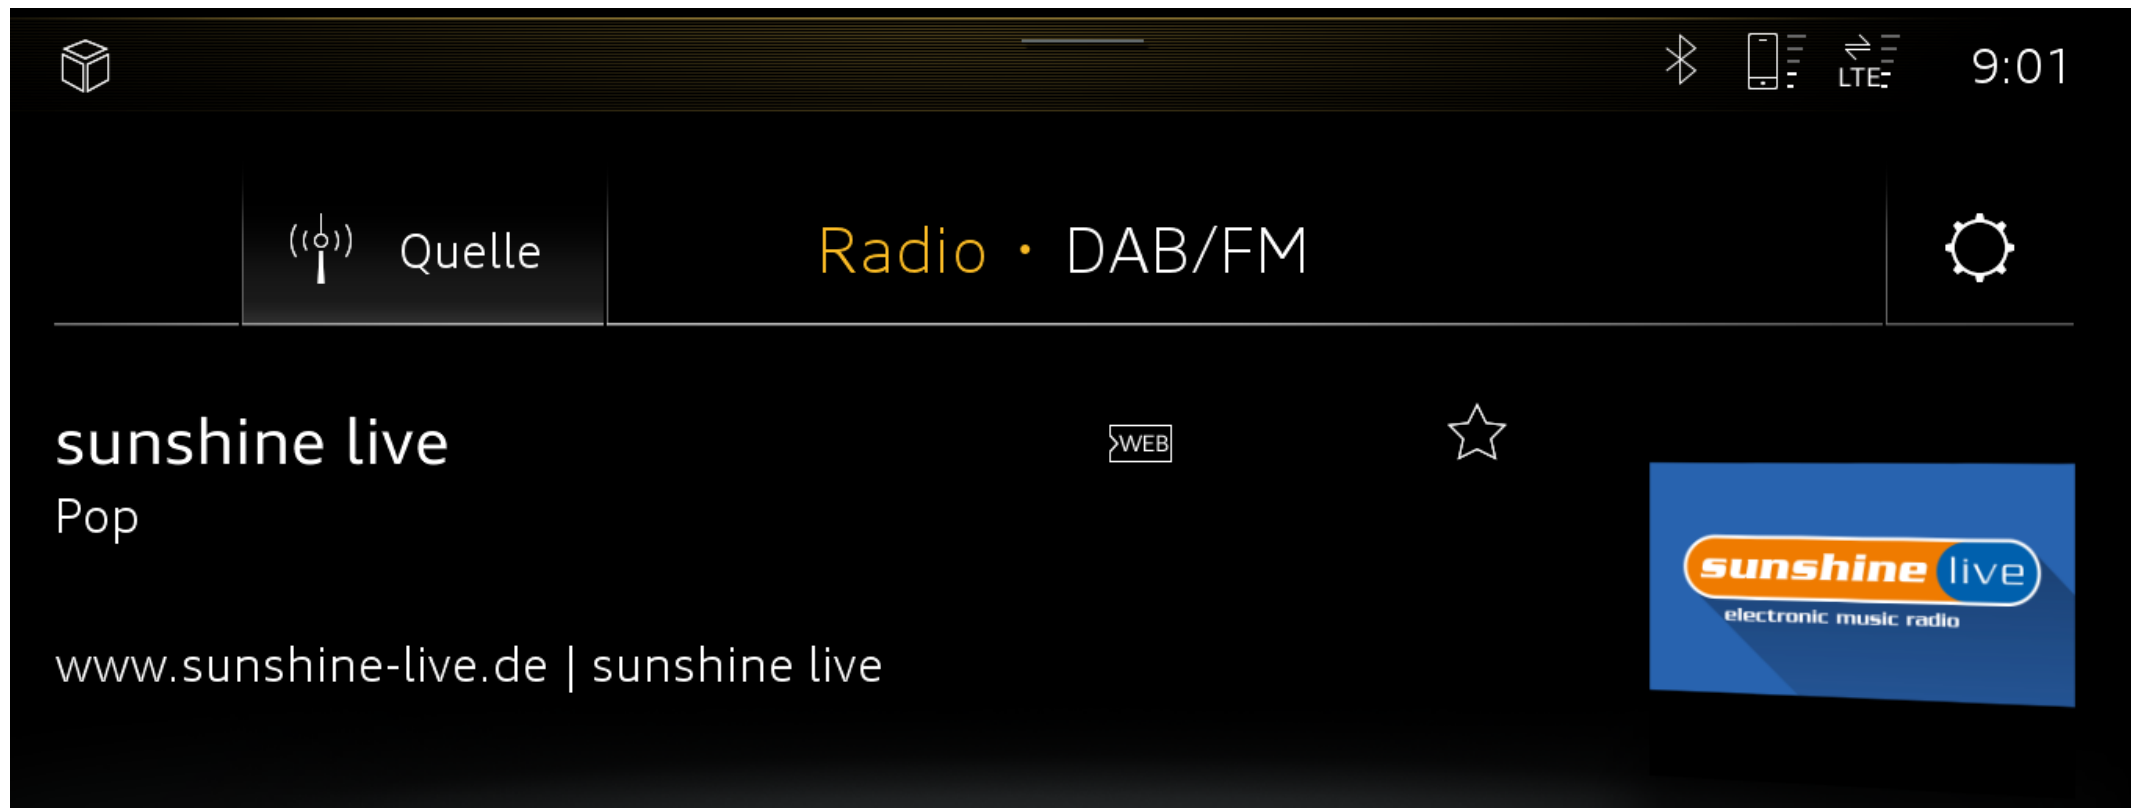 LTE 9:01
Quelle
Radio • DAB/FM
sunshine live
WEB
Pop
www.sunshine-live.de | sunshine live
sunshine live
electronic music radio